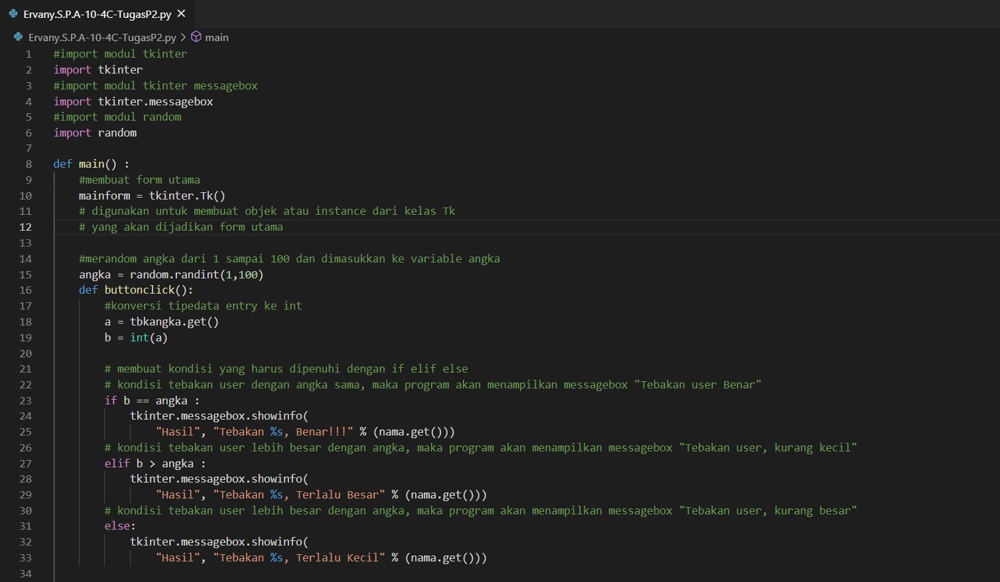 Ervany.S.P.A-10-4C-TugasP2.py ✕
Ervany.S.P.A-10-4C-TugasP2.py > main
1 #import modul tkinter
2 import tkinter
3 #import modul tkinter messagebox
4 import tkinter.messagebox
5 #import modul random
6 import random
7
8 def main() :
9     #membuat form utama
10     mainform = tkinter.Tk()
11     # digunakan untuk membuat objek atau instance dari kelas Tk
12     # yang akan dijadikan form utama
13
14     #merandom angka dari 1 sampai 100 dan dimasukkan ke variable angka
15     angka = random.randint(1,100)
16     def buttonclick():
17         #konversi tipedata entry ke int
18         a = tbkangka.get()
19         b = int(a)
20
21         # membuat kondisi yang harus dipenuhi dengan if elif else
22         # kondisi tebakan user dengan angka sama, maka program akan menampilkan messagebox "Tebakan user Benar"
23         if b == angka :
24             tkinter.messagebox.showinfo(
25                 "Hasil", "Tebakan %s, Benar!!!" % (nama.get()))
26         # kondisi tebakan user lebih besar dengan angka, maka program akan menampilkan messagebox "Tebakan user, kurang kecil"
27         elif b > angka :
28             tkinter.messagebox.showinfo(
29                 "Hasil", "Tebakan %s, Terlalu Besar" % (nama.get()))
30         # kondisi tebakan user lebih besar dengan angka, maka program akan menampilkan messagebox "Tebakan user, kurang besar"
31         else:
32             tkinter.messagebox.showinfo(
33                 "Hasil", "Tebakan %s, Terlalu Kecil" % (nama.get()))
34